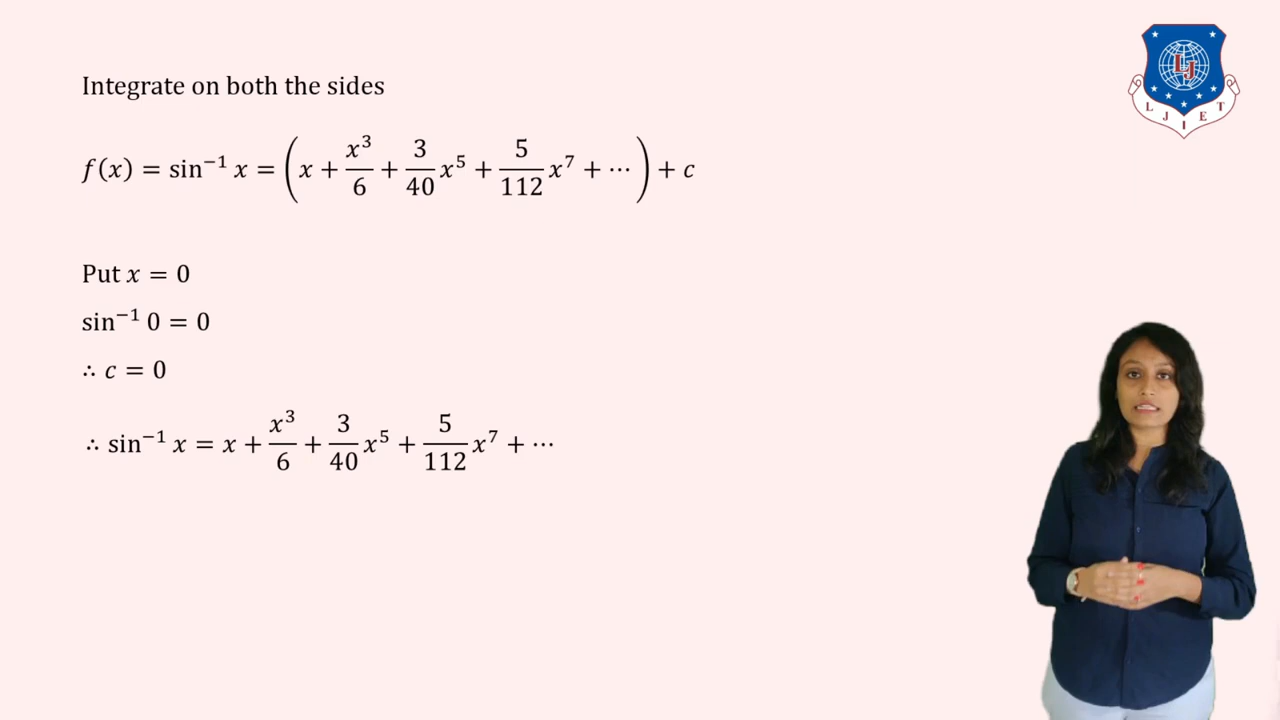 Integrate on both the sides
f(x) = sin⁻¹ x = (x + x³/6 + 3/40 x⁵ + 5/112 x⁷ + ⋯) + c
Put x = 0
sin⁻¹ 0 = 0
∴ c = 0
∴ sin⁻¹ x = x + x³/6 + 3/40 x⁵ + 5/112 x⁷ + ⋯
LJ
L J I E T